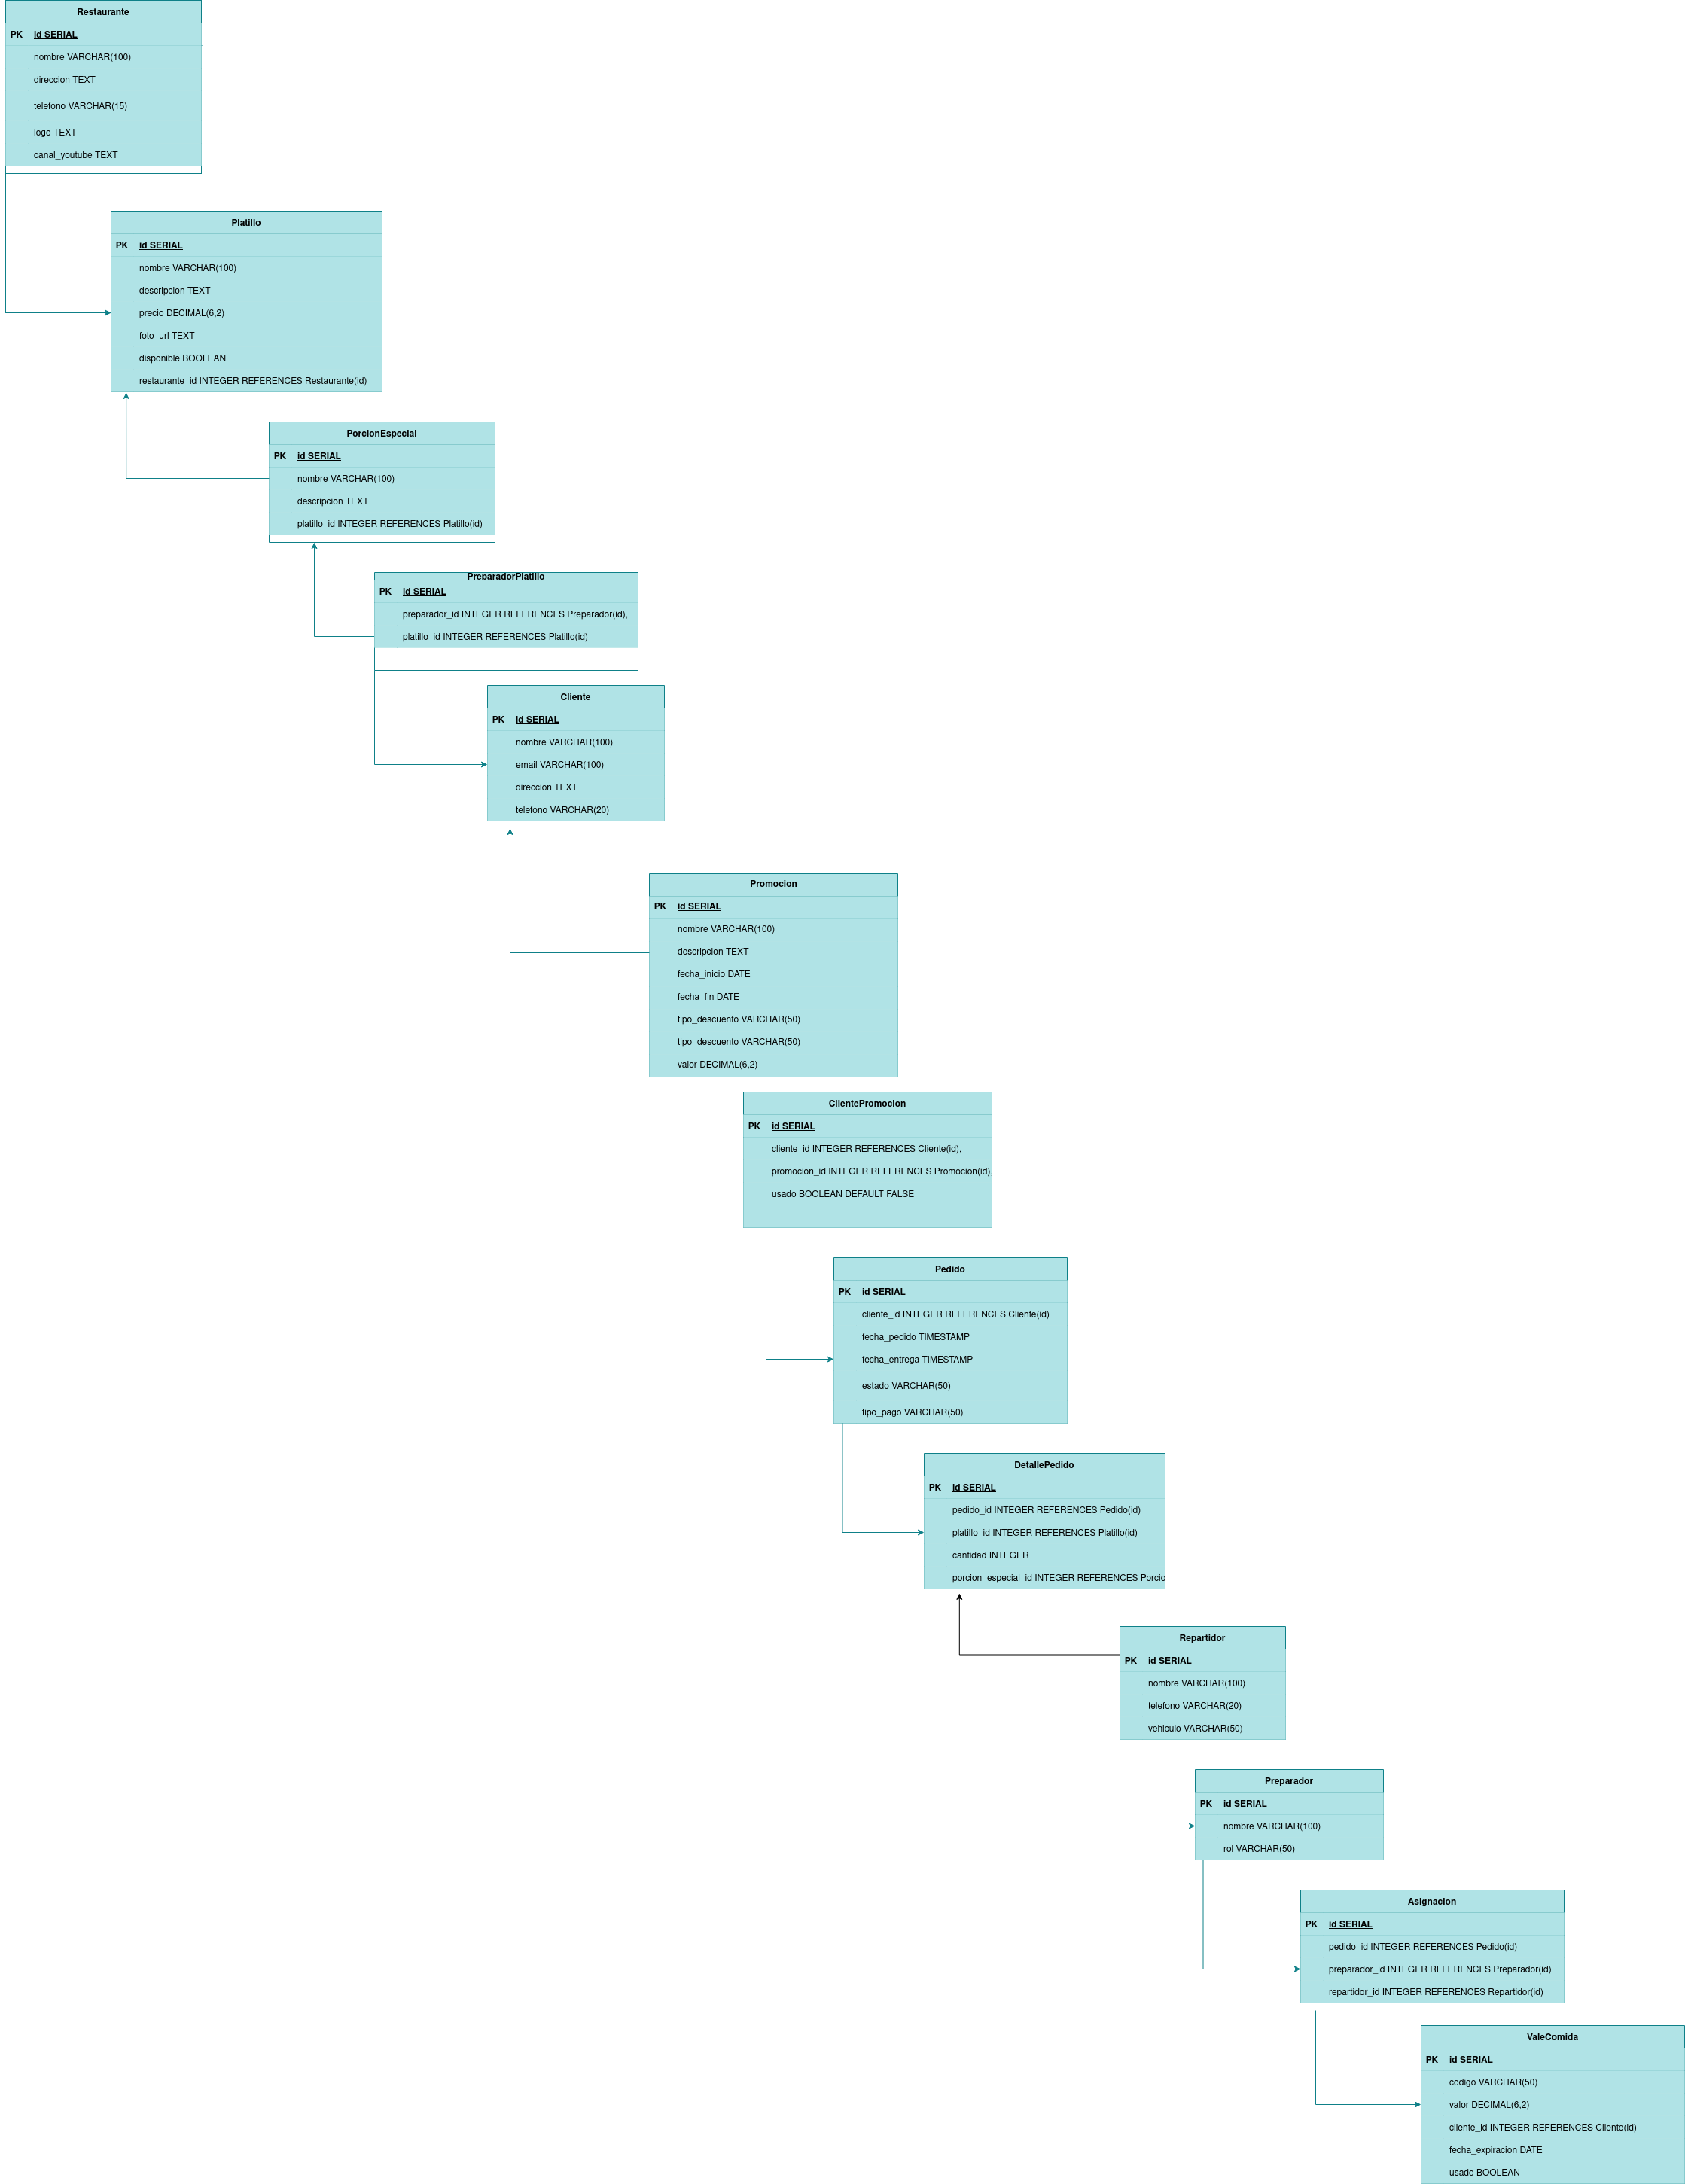 Restaurante
PK id SERIAL
nombre VARCHAR(100)
direccion TEXT
telefono VARCHAR(15)
logo TEXT
canal_youtube TEXT
Platillo
PK id SERIAL
nombre VARCHAR(100)
descripcion TEXT
precio DECIMAL(6,2)
foto_url TEXT
disponible BOOLEAN
restaurante_id INTEGER REFERENCES Restaurante(id)
PorcionEspecial
PK id SERIAL
nombre VARCHAR(100)
descripcion TEXT
platillo_id INTEGER REFERENCES Platillo(id)
PreparadorPlatillo
PK id SERIAL
preparador_id INTEGER REFERENCES Preparador(id),
platillo_id INTEGER REFERENCES Platillo(id)
Cliente
PK id SERIAL
nombre VARCHAR(100)
email VARCHAR(100)
direccion TEXT
telefono VARCHAR(20)
Promocion
PK id SERIAL
nombre VARCHAR(100)
descripcion TEXT
fecha_inicio DATE
fecha_fin DATE
tipo_descuento VARCHAR(50)
tipo_descuento VARCHAR(50)
valor DECIMAL(6,2)
ClientePromocion
PK id SERIAL
cliente_id INTEGER REFERENCES Cliente(id),
promocion_id INTEGER REFERENCES Promocion(id)
usado BOOLEAN DEFAULT FALSE
Pedido
PK id SERIAL
cliente_id INTEGER REFERENCES Cliente(id)
fecha_pedido TIMESTAMP
fecha_entrega TIMESTAMP
estado VARCHAR(50)
tipo_pago VARCHAR(50)
DetallePedido
PK id SERIAL
pedido_id INTEGER REFERENCES Pedido(id)
platillo_id INTEGER REFERENCES Platillo(id)
cantidad INTEGER
porcion_especial_id INTEGER REFERENCES Porcic
Repartidor
PK id SERIAL
nombre VARCHAR(100)
telefono VARCHAR(20)
vehiculo VARCHAR(50)
Preparador
PK id SERIAL
nombre VARCHAR(100)
rol VARCHAR(50)
Asignacion
PK id SERIAL
pedido_id INTEGER REFERENCES Pedido(id)
preparador_id INTEGER REFERENCES Preparador(id)
repartidor_id INTEGER REFERENCES Repartidor(id)
ValeComida
PK id SERIAL
codigo VARCHAR(50)
valor DECIMAL(6,2)
cliente_id INTEGER REFERENCES Cliente(id)
fecha_expiracion DATE
usado BOOLEAN